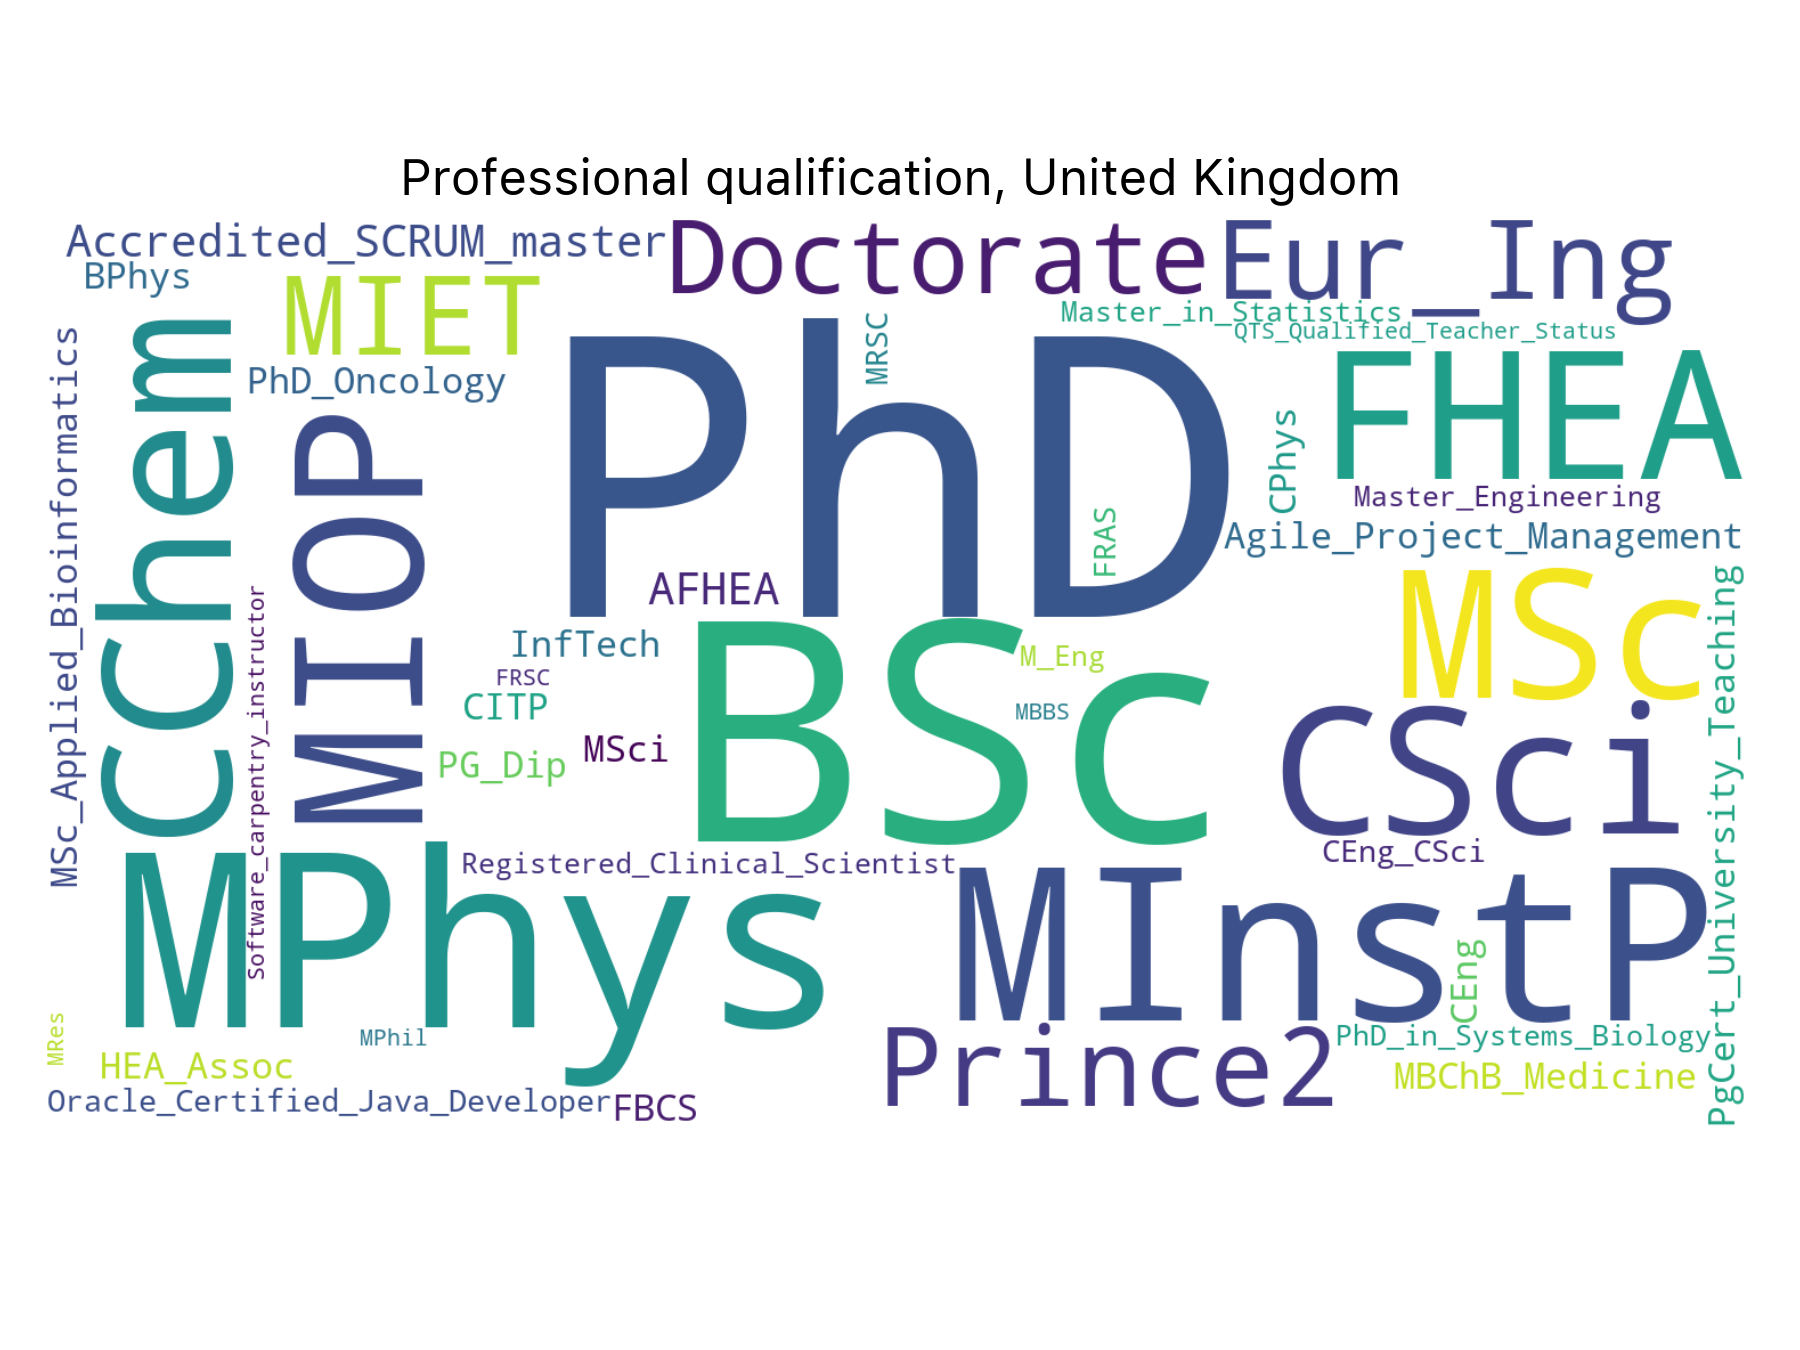 Professional qualification, United Kingdom
Accredited_SCRUM_master
Doctorate
Eur_Ing
BPhys
MIET
Master_in_Statistics
QTS_Qualified_Teacher_Status
MRSC
PhD
FHEA
PhD_Oncology
CChem
MSc_Applied_Bioinformatics
MIOP
CPhys
Master_Engineering
FRAS
Agile_Project_Management
AFHEA
MSc
PgCert_University_Teaching
Software_carpentry_instructor
InfTech
BSc
M_Eng
FRSC
CITP
MBBS
CSci
MSci
PG_Dip
CEng_CSci
Registered_Clinical_Scientist
MPhys
MInstP
CEng
MRes
MPhil
Prince2
PhD_in_Systems_Biology
HEA_Assoc
MBChB_Medicine
Oracle_Certified_Java_Developer
FBCS